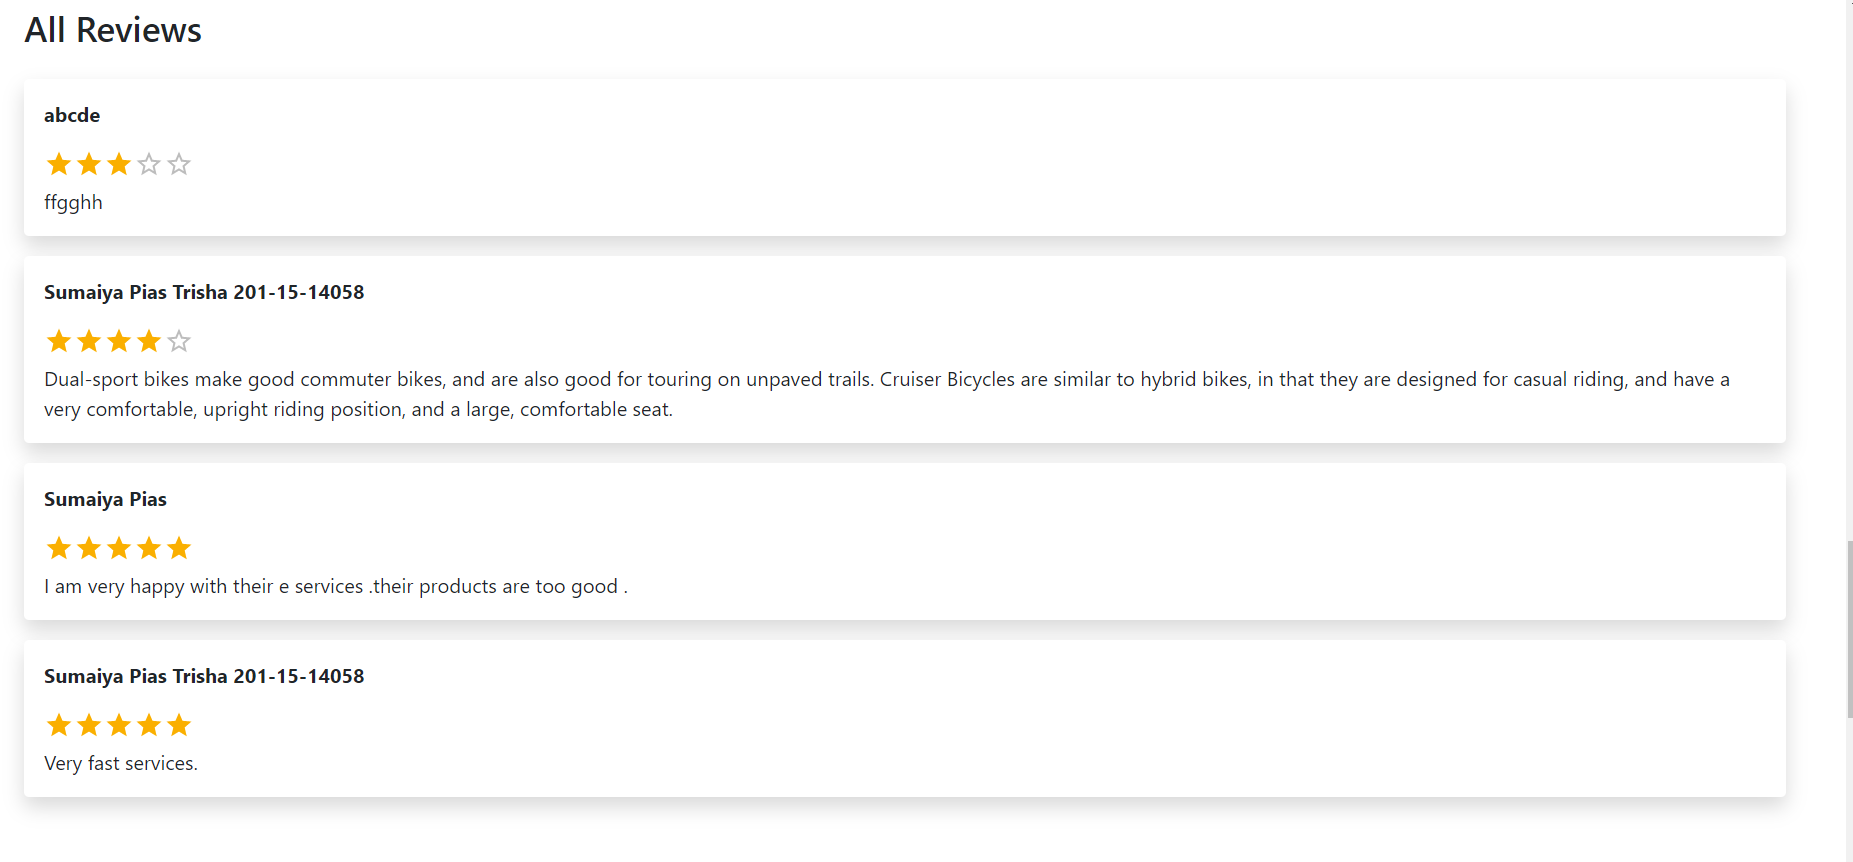 All Reviews
abcde
ffgghh
Sumaiya Pias Trisha 201-15-14058
Dual-sport bikes make good commuter bikes, and are also good for touring on unpaved trails. Cruiser Bicycles are similar to hybrid bikes, in that they are designed for casual riding, and have a
very comfortable, upright riding position, and a large, comfortable seat.
Sumaiya Pias
I am very happy with their e services .their products are too good .
Sumaiya Pias Trisha 201-15-14058
Very fast services.